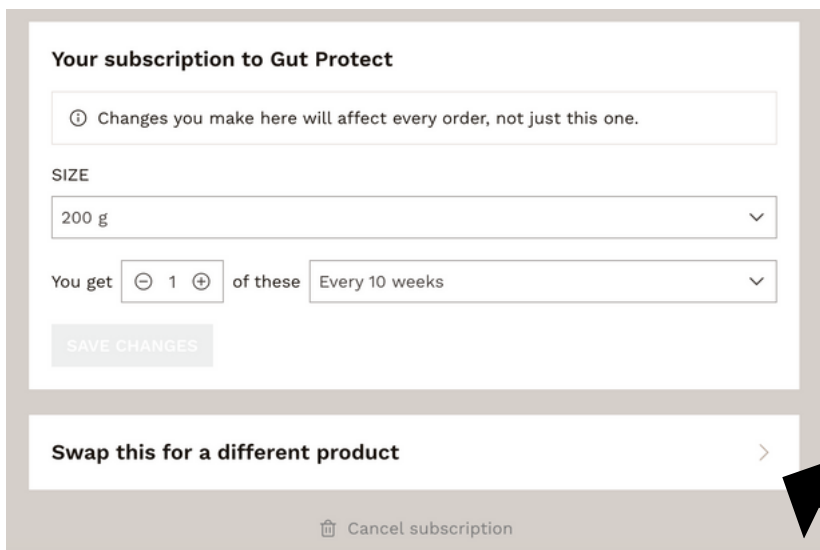 Your subscription to Gut Protect
Changes you make here will affect every order, not just this one.
SIZE
200 g
You get 1 of these Every 10 weeks
SAVE CHANGES
Swap this for a different product
Cancel subscription